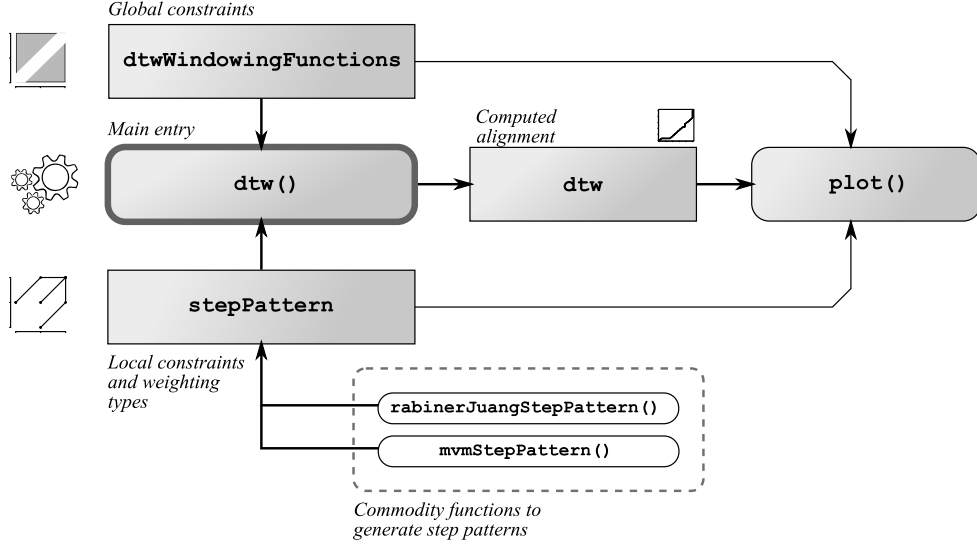 Global constraints
dtwWindowingFunctions
Main entry
dtw()
Computed
alignment
dtw
plot()
stepPattern
Local constraints
and weighting
types
rabinerJuangStepPattern()
mvmStepPattern()
Commodity functions to
generate step patterns